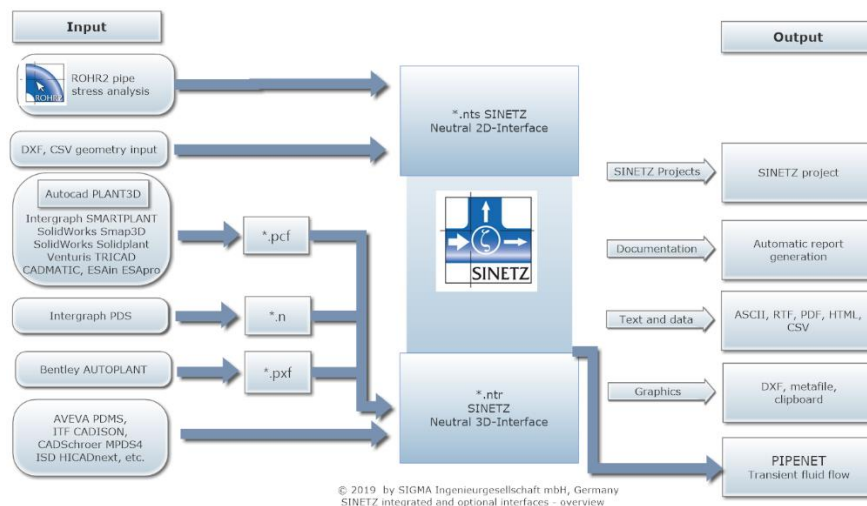 Input
Output
ROHR2
ROHR2 pipe
stress analysis
*.nts SINETZ
Neutral 2D-Interface
DXF, CSV geometry input
SINETZ Projects
SINETZ project
Autocad PLANT3D
Intergraph SMARTPLANT
SolidWorks Smap3D
SolidWorks Solidplant
Venturis TRICAD
CADMATIC, ESAin ESApro
*.pcf
ζ
SINETZ
Documentation
Automatic report
generation
Intergraph PDS
*.n
Text and data
ASCII, RTF, PDF, HTML,
CSV
Bentley AUTOPLANT
*.pxf
*.ntr
SINETZ
Neutral 3D-Interface
Graphics
DXF, metafile,
clipboard
AVEVA PDMS,
ITF CADISON,
CADSchroer MPDS4
ISD HICADnext, etc.
PIPENET
Transient fluid flow
© 2019 by SIGMA Ingenieurgesellschaft mbH, Germany
SINETZ integrated and optional interfaces - overview